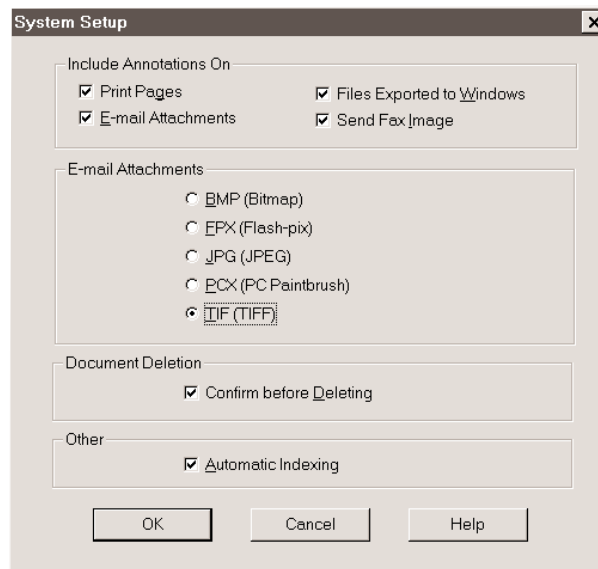 System Setup
Include Annotations On
Print Pages
Files Exported to Windows
E-mail Attachments
Send Fax Image
E-mail Attachments
BMP (Bitmap)
FPX (Flash-pix)
JPG (JPEG)
PCX (PC Paintbrush)
TIF (TIFF)
Document Deletion
Confirm before Deleting
Other
Automatic Indexing
OK Cancel Help